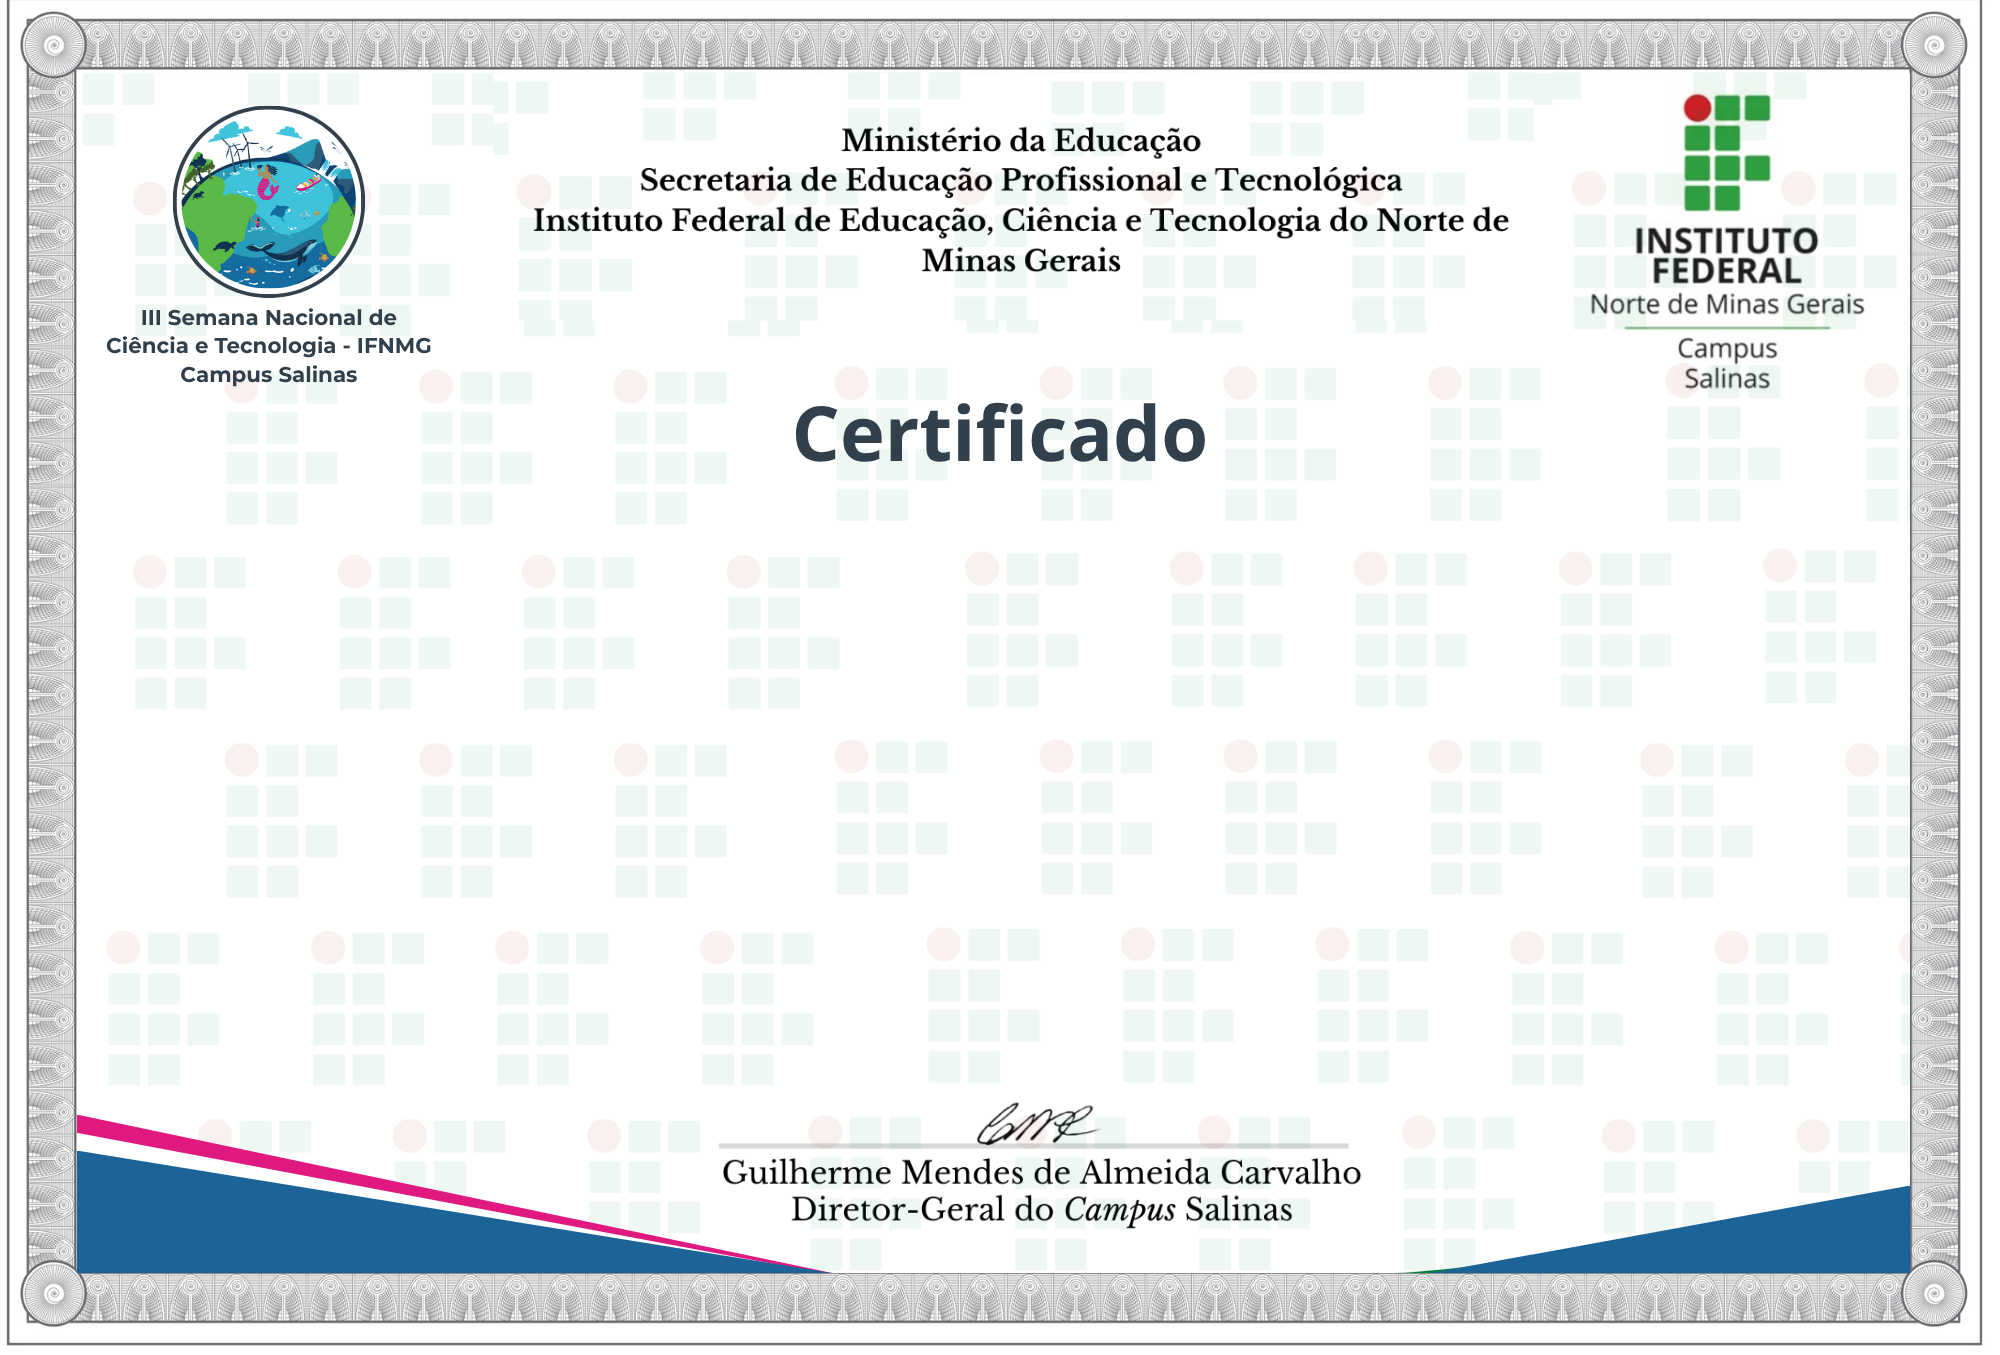 Ministério da Educação
Secretaria de Educação Profissional e Tecnológica
Instituto Federal de Educação, Ciência e Tecnologia do Norte de
Minas Gerais
III Semana Nacional de
Ciência e Tecnologia - IFNMG
Campus Salinas
INSTITUTO
FEDERAL
Norte de Minas Gerais
Campus
Salinas
Certificado
Guilherme Mendes de Almeida Carvalho
Diretor-Geral do Campus Salinas